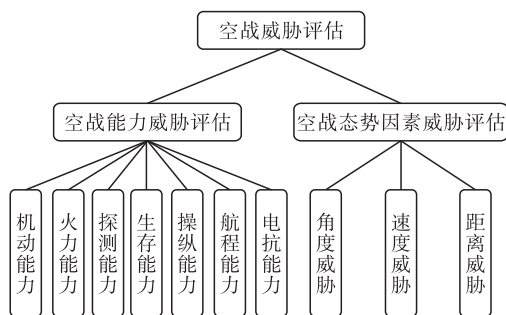 空战威胁评估
空战能力威胁评估
空战态势因素威胁评估
机动能力
火力能力
探测能力
生存能力
操纵能力
航程能力
电抗能力
角度威胁
速度威胁
距离威胁